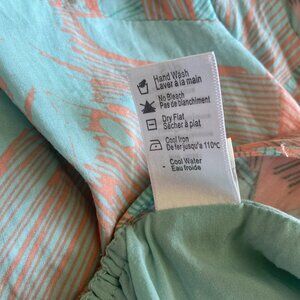 Hand Wash
Laver à la main
No Bleach
Pas de blanchiment
Dry Flat
Sécher à plat
Cool Iron
De fer jusqu'a 110°C
Cool Water
Eau froide